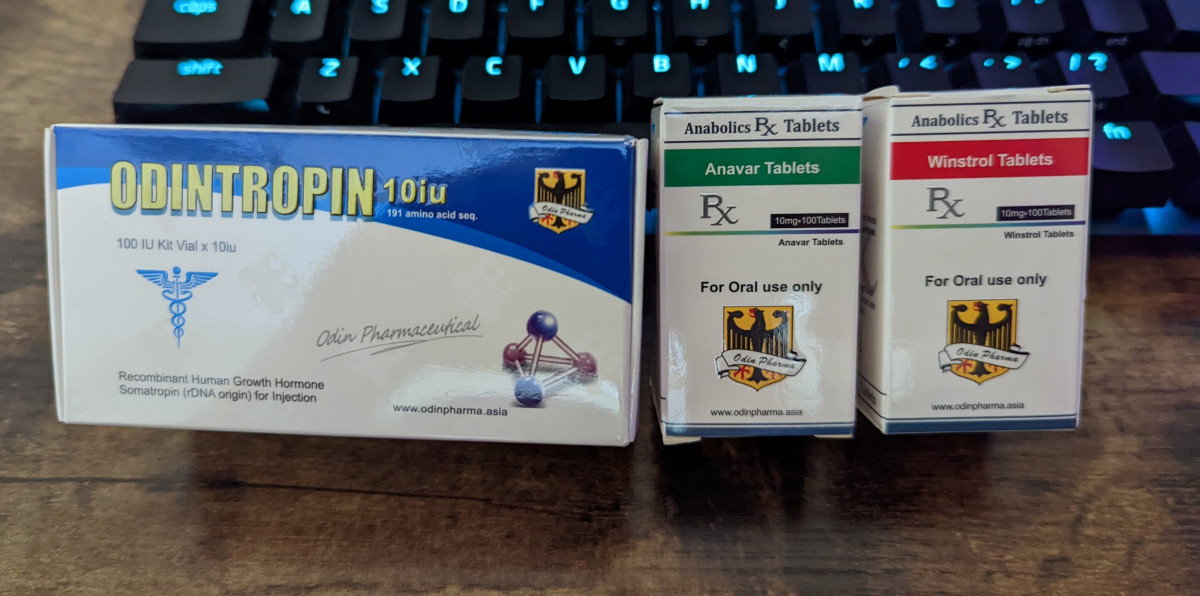 caps A S D F G H J K L
shift Z X C V B N M , < . > / ?
fn
ODINTROPIN 10iu
191 amino acid seq.
Odin Pharma
100 IU Kit Vial x 10iu
Odin Pharmaceutical
Recombinant Human Growth Hormone
Somatropin (rDNA origin) for Injection
www.odinpharma.asia
Anabolics Rx Tablets
Anavar Tablets
Rx
10mg•100Tablets
Anavar Tablets
For Oral use only
Odin Pharma
www.odinpharma.asia
Anabolics Rx Tablets
Winstrol Tablets
Rx
10mg•100Tablets
Winstrol Tablets
For Oral use only
Odin Pharma
www.odinpharma.asia